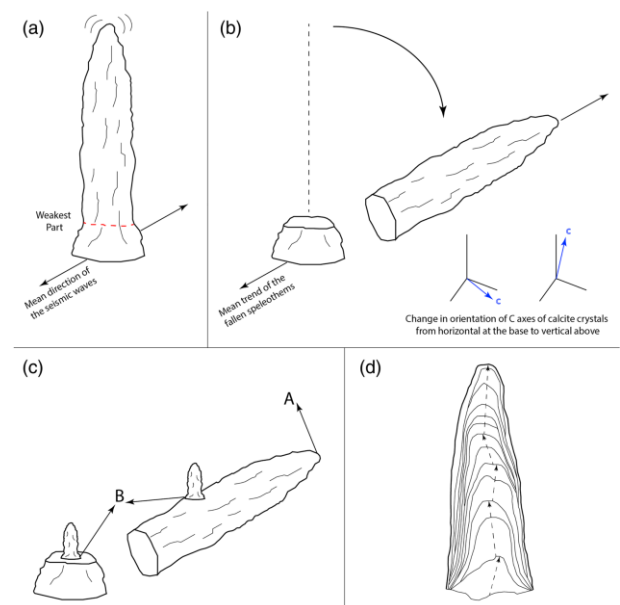 (a)
Weakest
Part
Mean direction of
the seismic waves
(b)
Mean trend of the
fallen speleothems
c
c
Change in orientation of C axes of calcite crystals
from horizontal at the base to vertical above
(c)
A
B
(d)